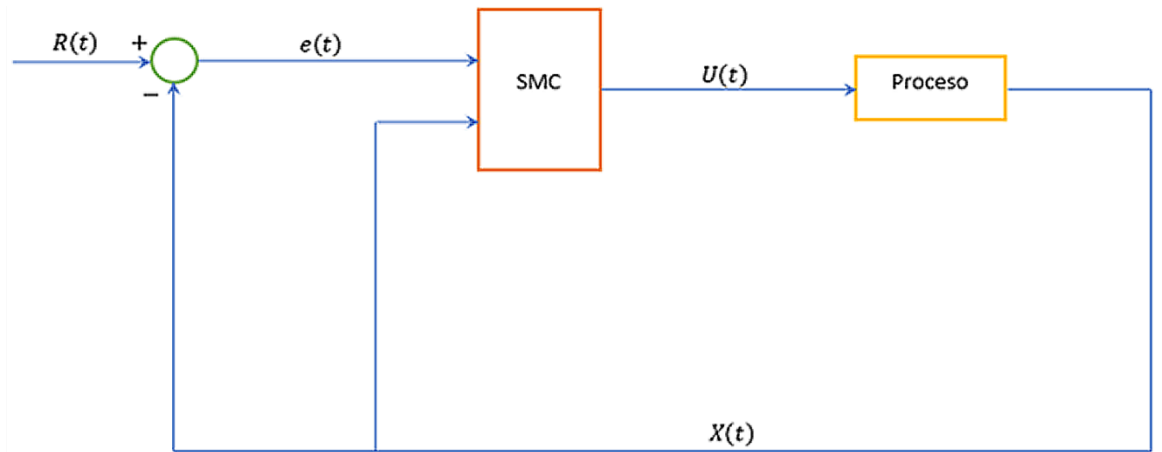 R(t)
+
e(t)
−
SMC
U(t)
Proceso
X(t)